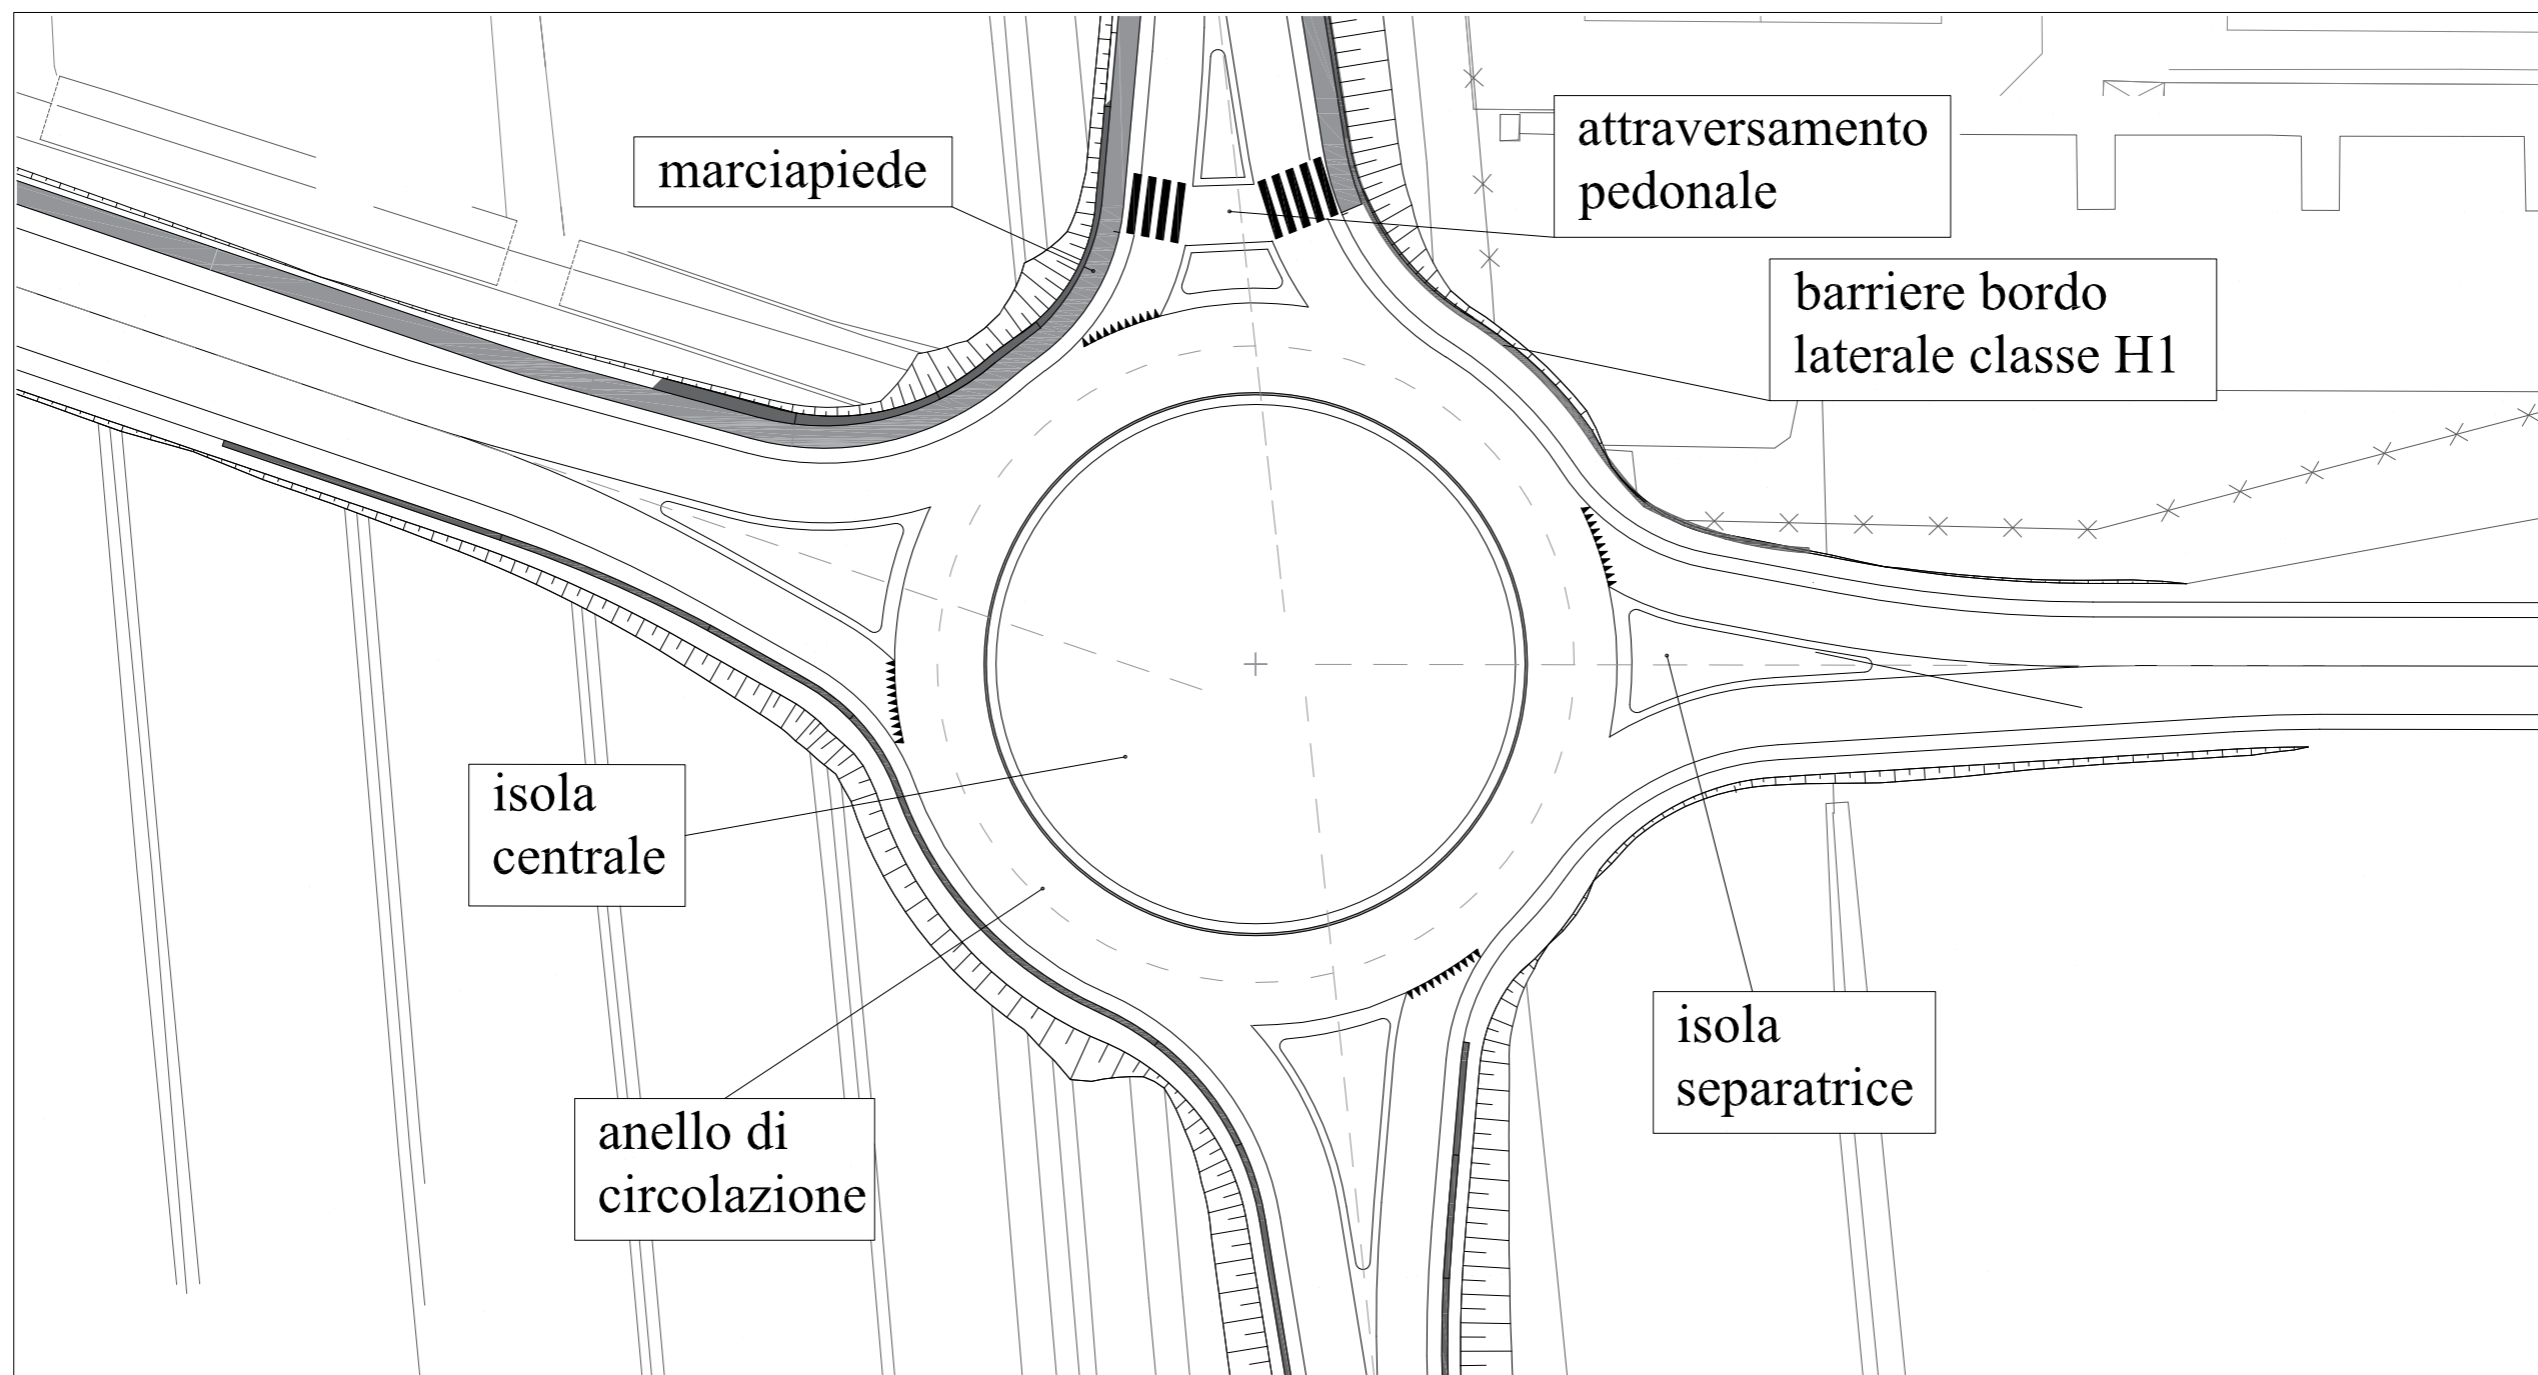 marciapiede
attraversamento
pedonale
barriere bordo
laterale classe H1
isola
centrale
anello di
circolazione
isola
separatrice